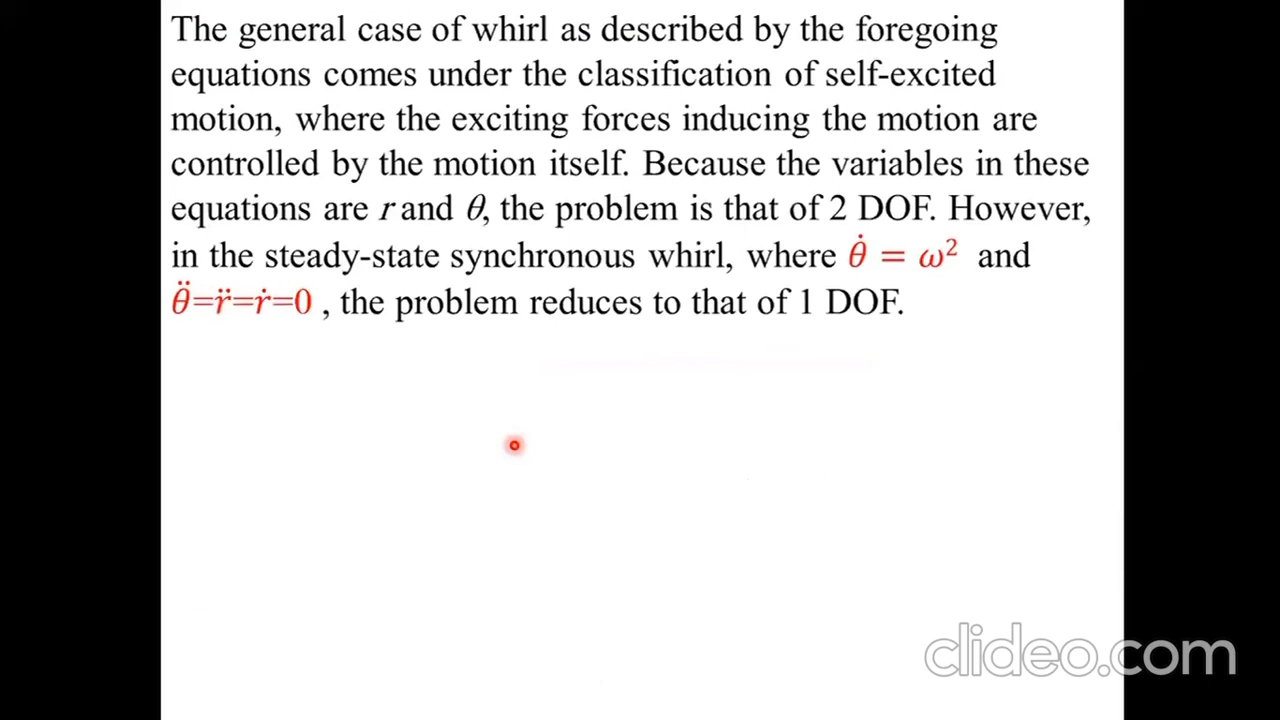 The general case of whirl as described by the foregoing
equations comes under the classification of self-excited
motion, where the exciting forces inducing the motion are
controlled by the motion itself. Because the variables in these
equations are r and θ, the problem is that of 2 DOF. However,
in the steady-state synchronous whirl, where θ̇ = ω² and
θ̈=r̈=ṙ=0 , the problem reduces to that of 1 DOF.
clideo.com